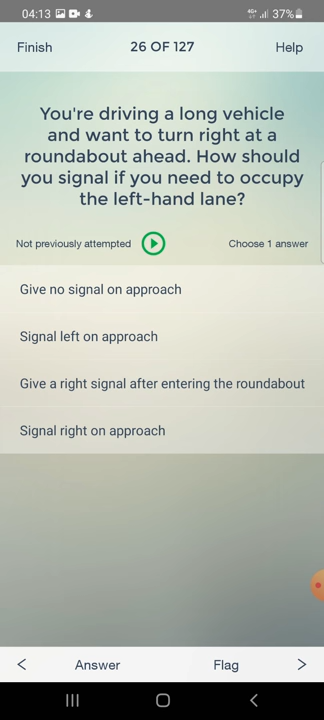 04:13 4G+ 37%
Finish 26 OF 127 Help
You're driving a long vehicle
and want to turn right at a
roundabout ahead. How should
you signal if you need to occupy
the left-hand lane?
Not previously attempted Choose 1 answer
Give no signal on approach
Signal left on approach
Give a right signal after entering the roundabout
Signal right on approach
Answer Flag